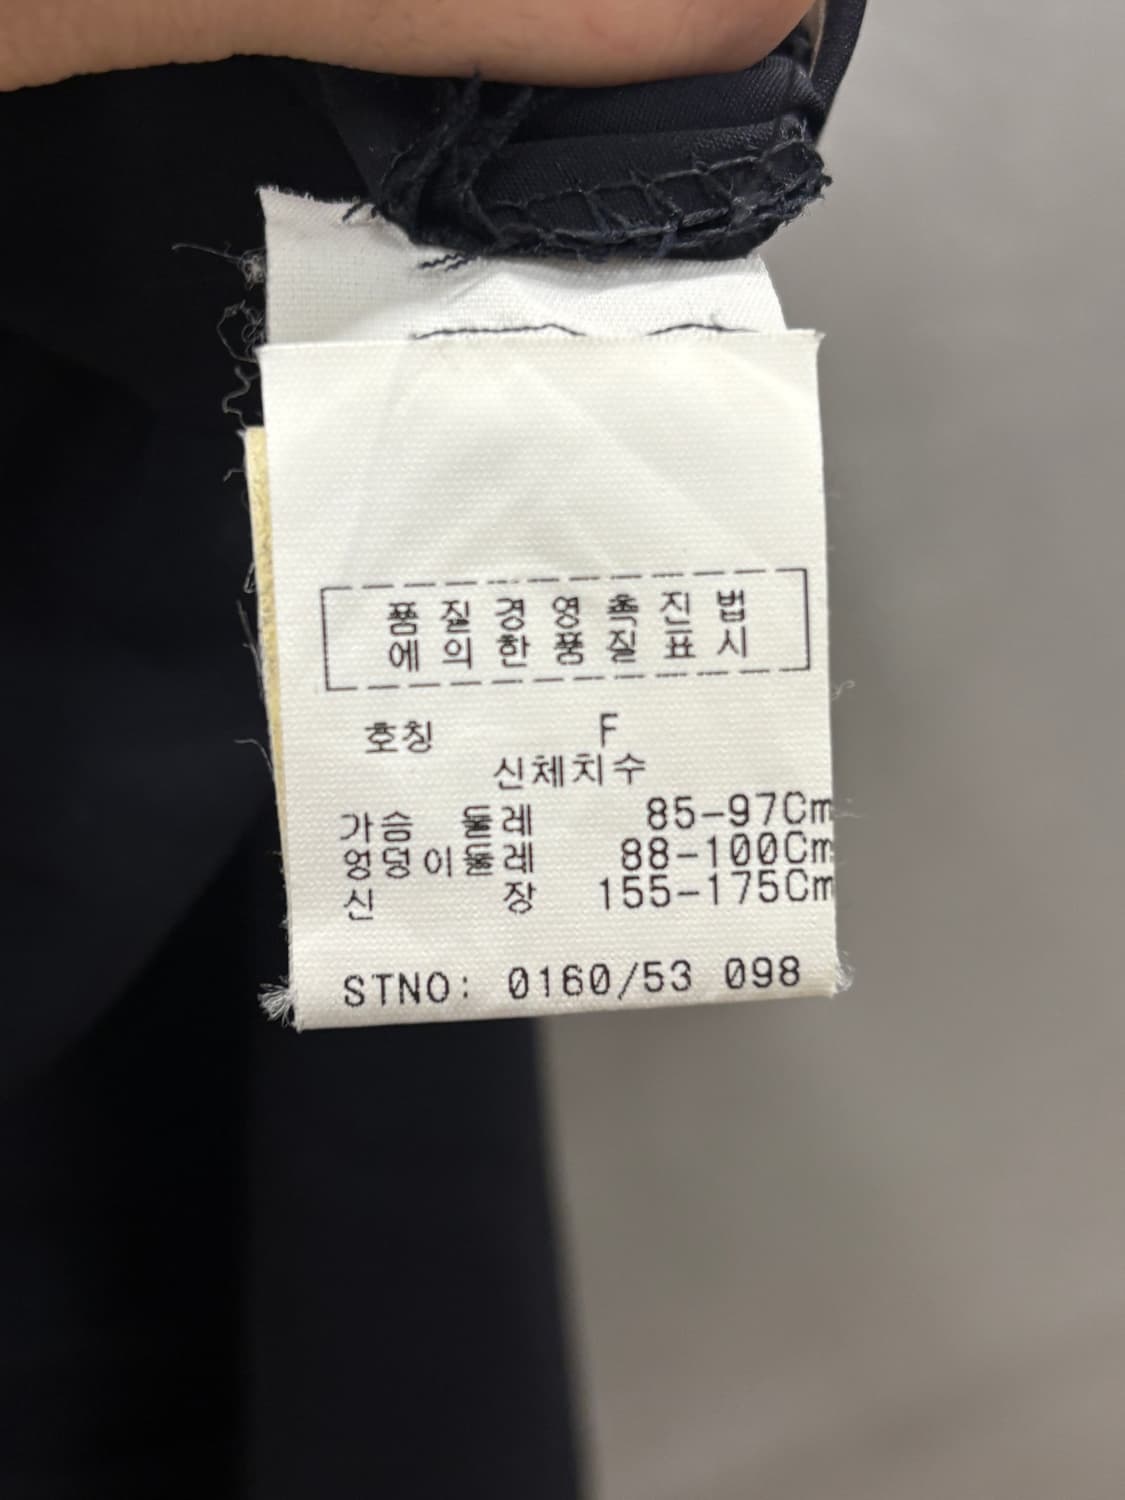 품질경영촉진법
에의한품질표시
호칭 F
신체치수
가슴 둘레 85-97Cm
엉덩이둘레 88-100Cm
신 장 155-175Cm
STNO: 0160/53 098